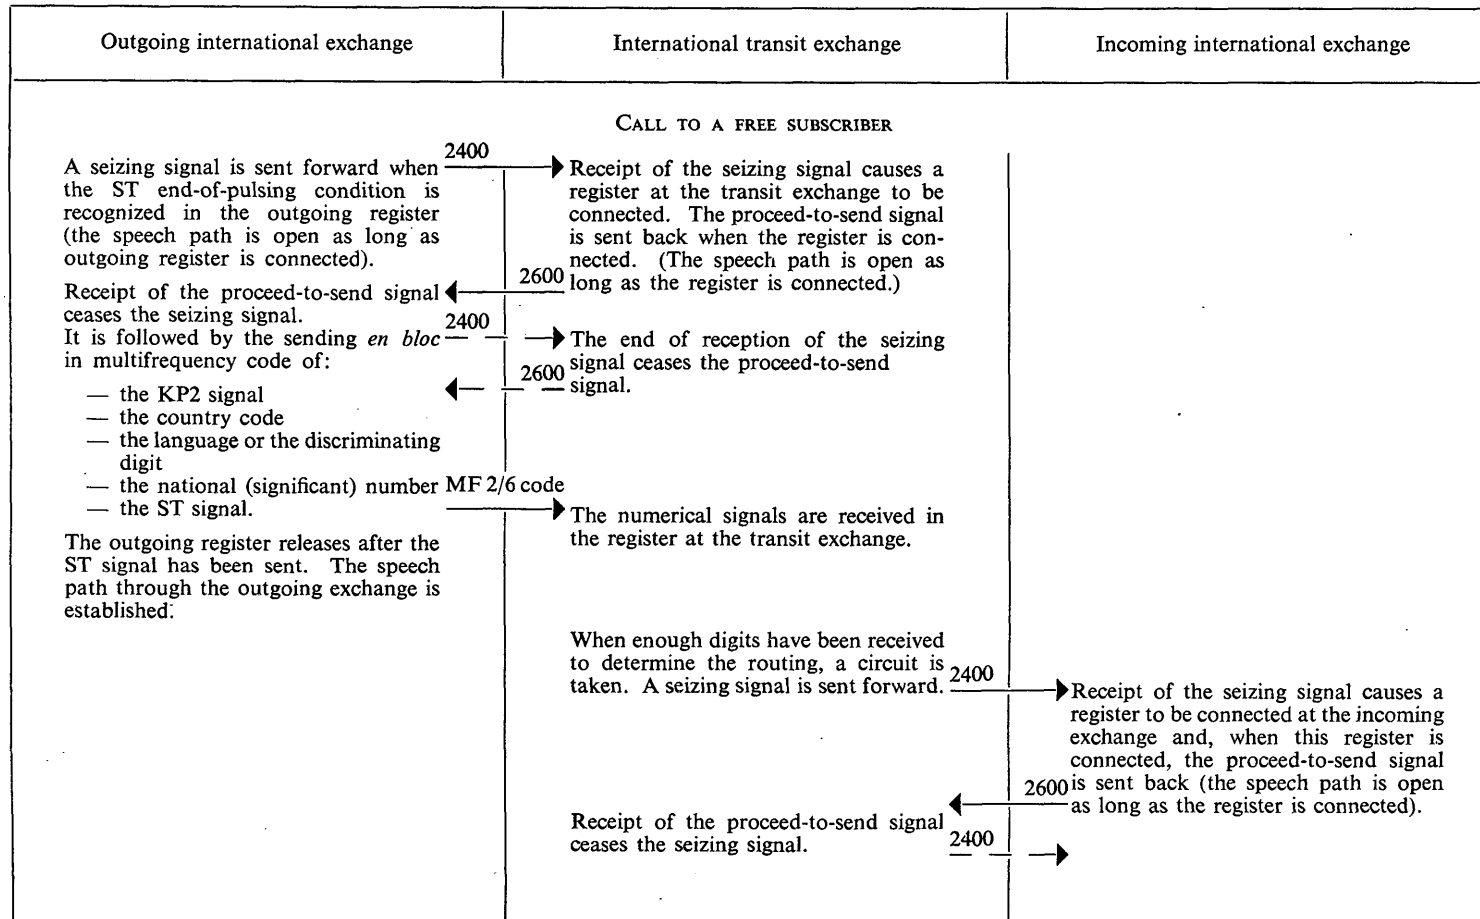 Outgoing international exchange
International transit exchange
Incoming international exchange
CALL TO A FREE SUBSCRIBER
A seizing signal is sent forward when
the ST end-of-pulsing condition is
recognized in the outgoing register
(the speech path is open as long as
outgoing register is connected).
2400
Receipt of the seizing signal causes a
register at the transit exchange to be
connected. The proceed-to-send signal
is sent back when the register is con-
nected. (The speech path is open as
long as the register is connected.)
2600
Receipt of the proceed-to-send signal
ceases the seizing signal.
It is followed by the sending en bloc
in multifrequency code of:
2400
The end of reception of the seizing
signal ceases the proceed-to-send
signal.
2600
— the KP2 signal
— the country code
— the language or the discriminating
digit
— the national (significant) number
— the ST signal.
MF 2/6 code
The numerical signals are received in
the register at the transit exchange.
The outgoing register releases after the
ST signal has been sent. The speech
path through the outgoing exchange is
established.
When enough digits have been received
to determine the routing, a circuit is
taken. A seizing signal is sent forward.
2400
Receipt of the seizing signal causes a
register to be connected at the incoming
exchange and, when this register is
connected, the proceed-to-send signal
is sent back (the speech path is open
as long as the register is connected).
2600
Receipt of the proceed-to-send signal
ceases the seizing signal.
2400